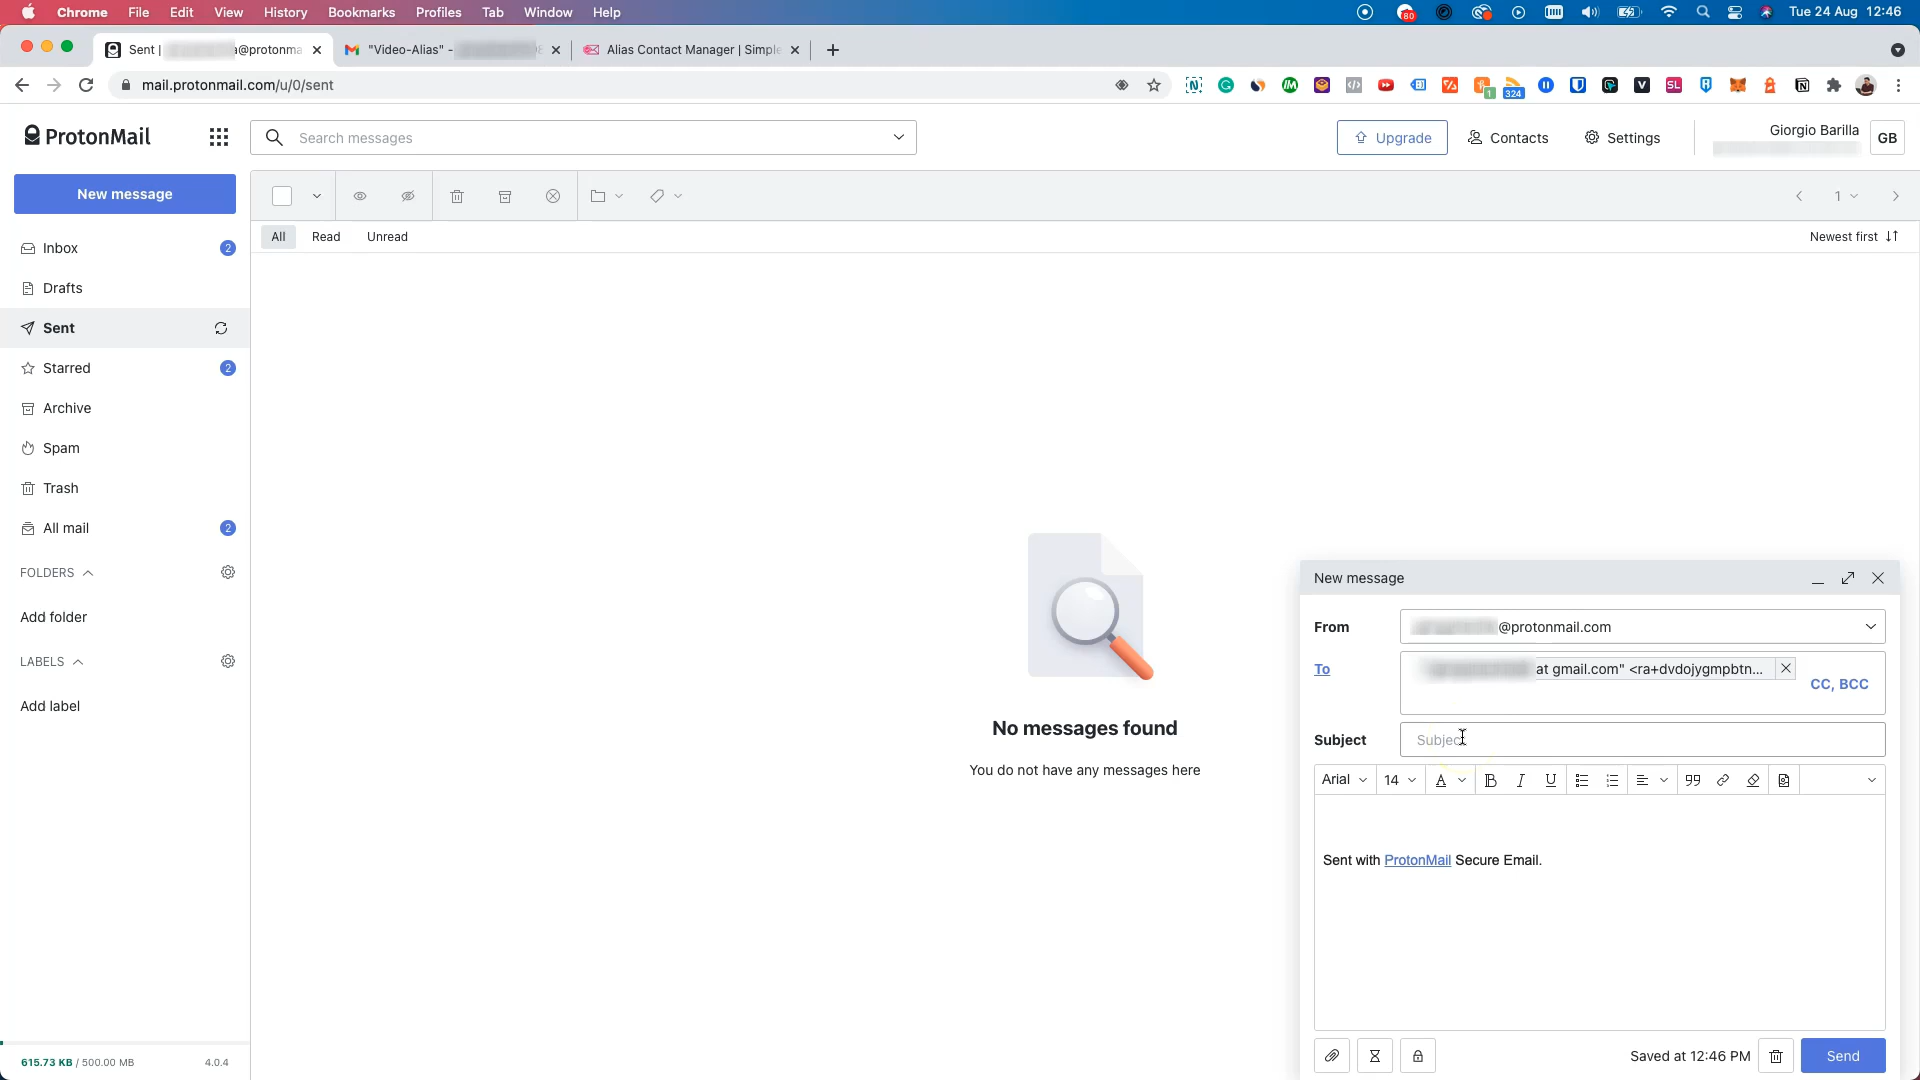 Chrome File Edit View History Bookmarks Profiles Tab Window Help
80
Tue 24 Aug 12:46
Sent | a@protonma
"Video-Alias" -
Alias Contact Manager | Simple
mail.protonmail.com/u/0/sent
1
324
V
SL
ProtonMail
Search messages
Upgrade
Contacts
Settings
Giorgio Barilla
GB
New message
1
All
Read
Unread
Newest first
Inbox 2
Drafts
Sent
Starred 2
Archive
Spam
Trash
All mail 2
FOLDERS
Add folder
LABELS
Add label
No messages found
You do not have any messages here
New message
From
@protonmail.com
To
at gmail.com" <ra+dvdojygmpbtn...
CC, BCC
Subject
Subject
Arial
14
A
B
I
U
Sent with ProtonMail Secure Email.
615.73 KB / 500.00 MB
4.0.4
Saved at 12:46 PM
Send